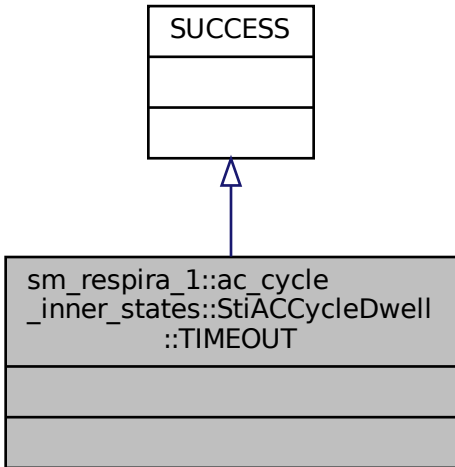 SUCCESS
sm_respira_1::ac_cycle
_inner_states::StiACCycleDwell
::TIMEOUT